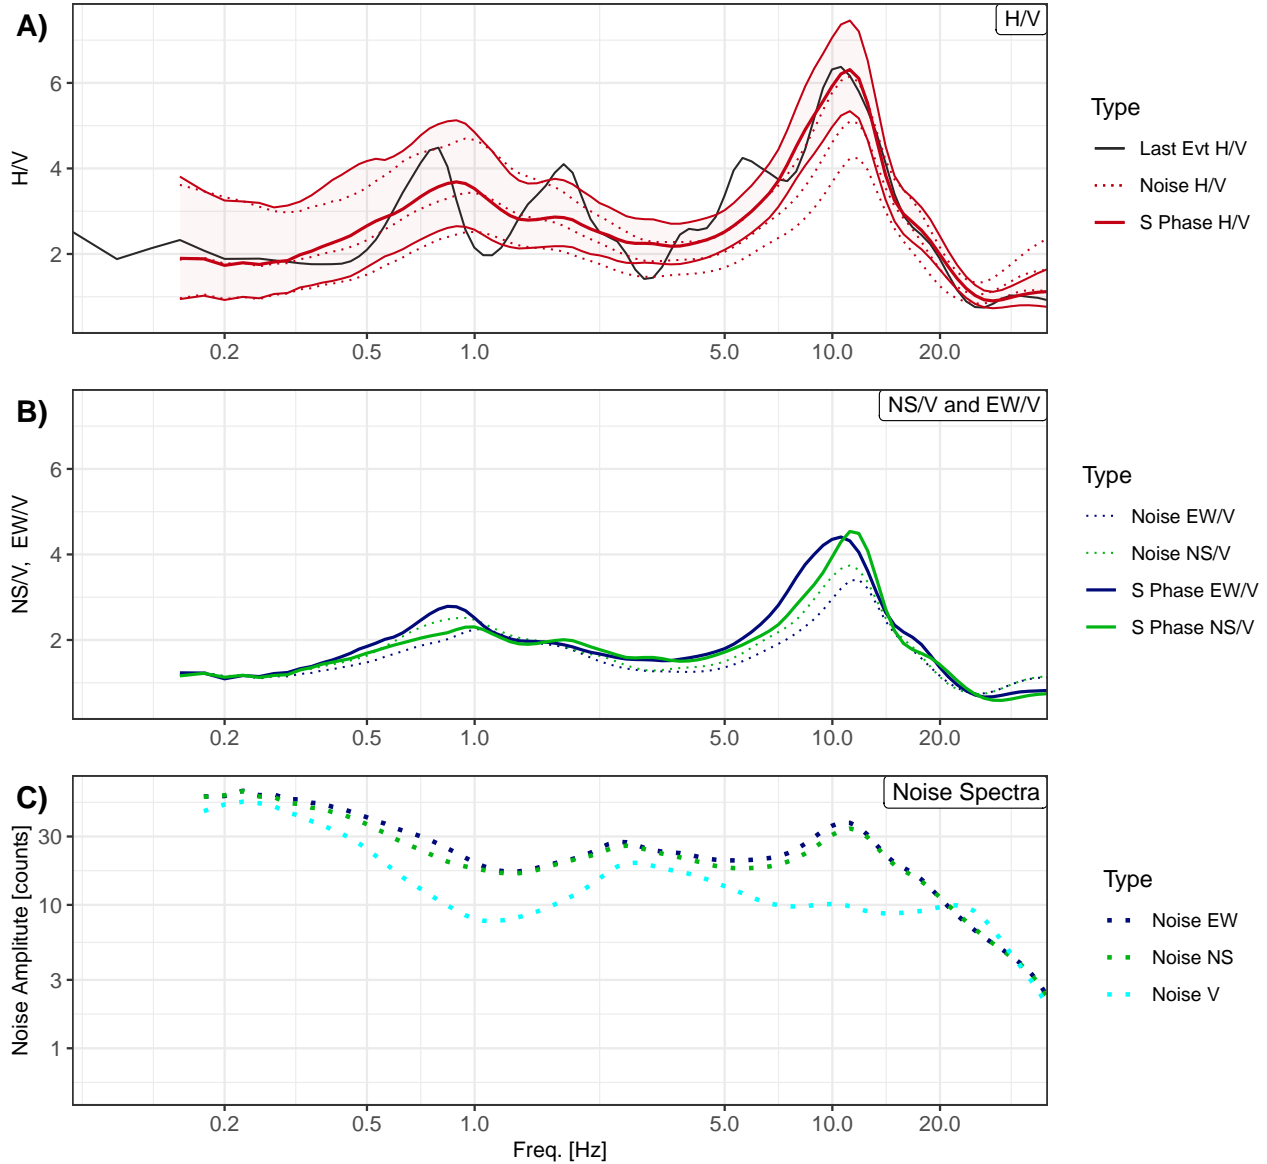 A)
H/V
6
4
2
H/V
0.2 0.5 1.0 5.0 10.0 20.0
Type
Last Evt H/V
Noise H/V
S Phase H/V
B)
NS/V and EW/V
6
4
2
NS/V, EW/V
0.2 0.5 1.0 5.0 10.0 20.0
Type
Noise EW/V
Noise NS/V
S Phase EW/V
S Phase NS/V
C)
Noise Spectra
30
10
3
1
Noise Amplitute [counts]
0.2 0.5 1.0 5.0 10.0 20.0
Freq. [Hz]
Type
Noise EW
Noise NS
Noise V